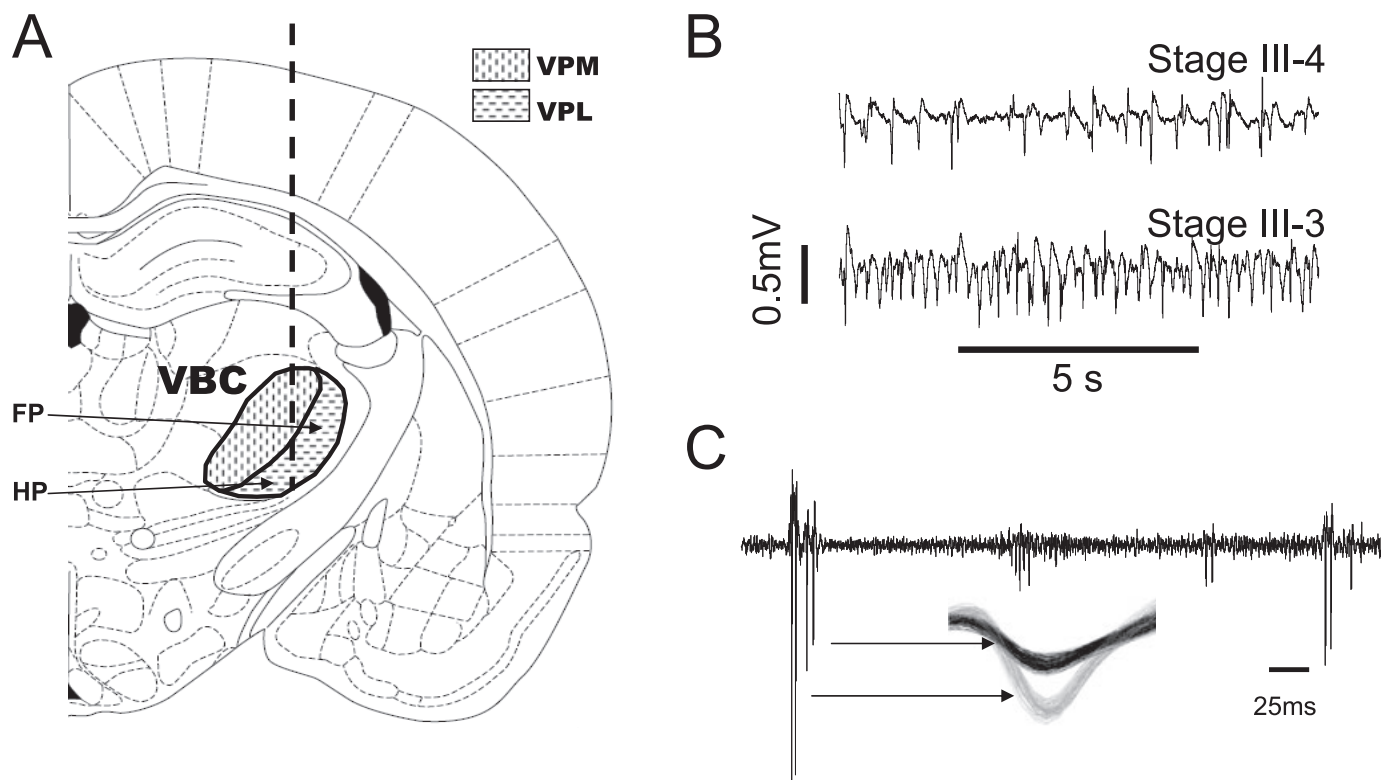 A
VPM
VPL
VBC
FP
HP
B
Stage III-4
Stage III-3
0.5mV
5 s
C
25ms